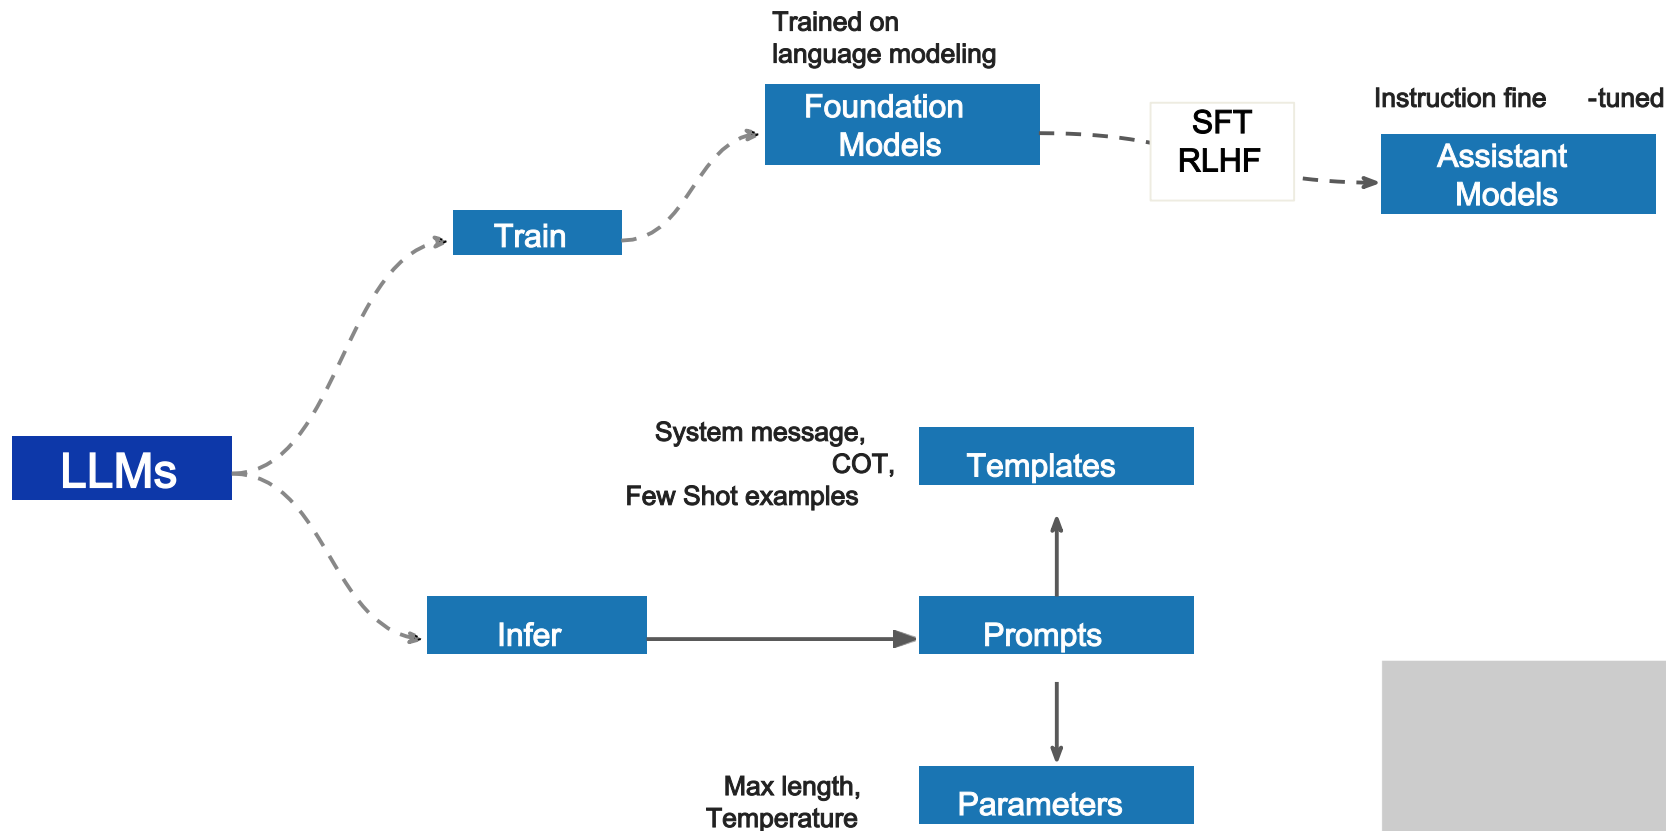 Trained on
language modeling
Foundation
Models
SFT
RLHF
Instruction fine -tuned
Assistant
Models
Train
LLMs
System message,
COT,
Few Shot examples
Templates
Infer
Prompts
Max length,
Temperature
Parameters